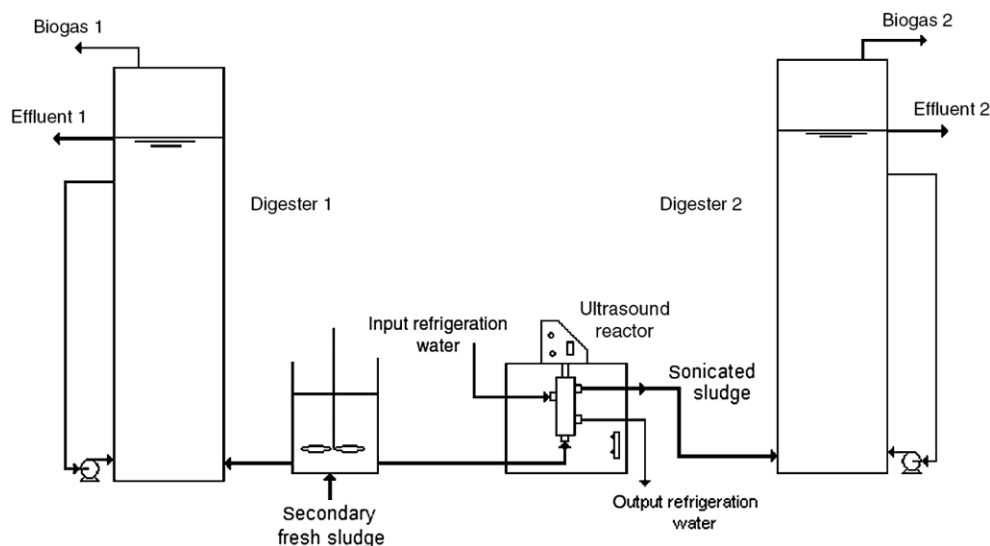 Biogas 1
Biogas 2
Effluent 1
Effluent 2
Digester 1
Digester 2
Ultrasound
reactor
Input refrigeration
water
Sonicated
sludge
Output refrigeration
water
Secondary
fresh sludge